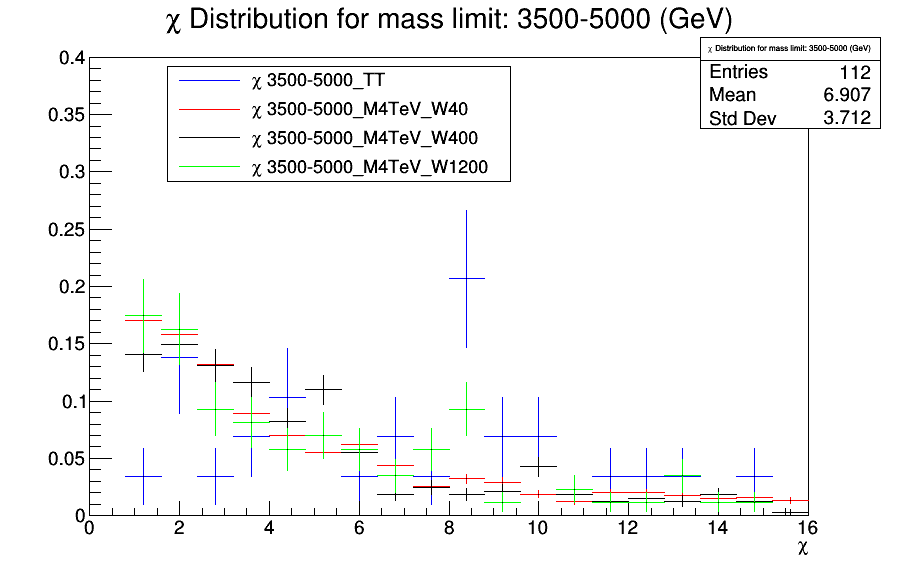 χ Distribution for mass limit: 3500-5000 (GeV)
χ Distribution for mass limit: 3500-5000 (GeV)
Entries 112
Mean 6.907
Std Dev 3.712
χ 3500-5000_TT
χ 3500-5000_M4TeV_W40
χ 3500-5000_M4TeV_W400
χ 3500-5000_M4TeV_W1200
0.4
0.35
0.3
0.25
0.2
0.15
0.1
0.05
0
0 2 4 6 8 10 12 14 16
χ